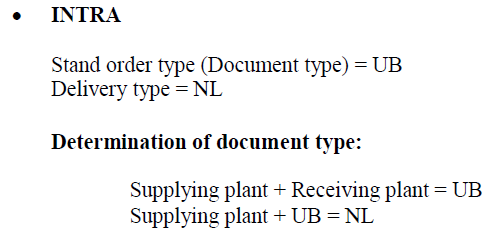 • INTRA
Stand order type (Document type) = UB
Delivery type = NL
Determination of document type:
Supplying plant + Receiving plant = UB
Supplying plant + UB = NL